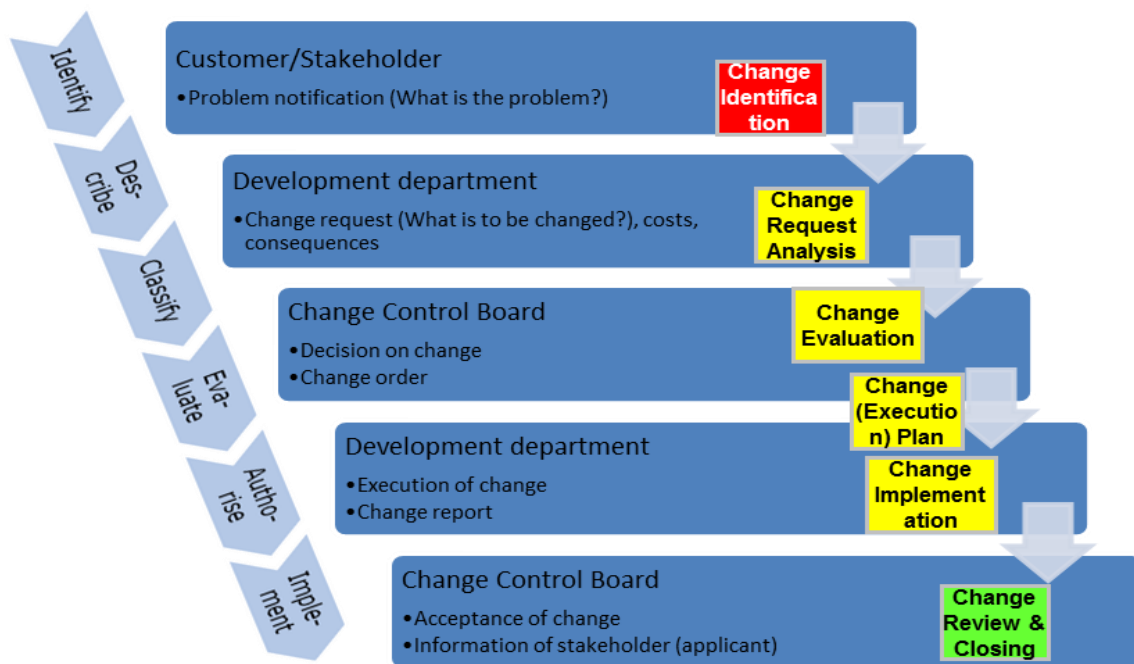 Identify
Des-
cribe
Classify
Eva-
luate
Autho-
rise
Imple-
ment
Customer/Stakeholder
•Problem notification (What is the problem?)
Change
Identifica
tion
Development department
•Change request (What is to be changed?), costs,
consequences
Change
Request
Analysis
Change Control Board
•Decision on change
•Change order
Change
Evaluation
Change
(Executio
n) Plan
Development department
•Execution of change
•Change report
Change
Implement
ation
Change Control Board
•Acceptance of change
•Information of stakeholder (applicant)
Change
Review &
Closing